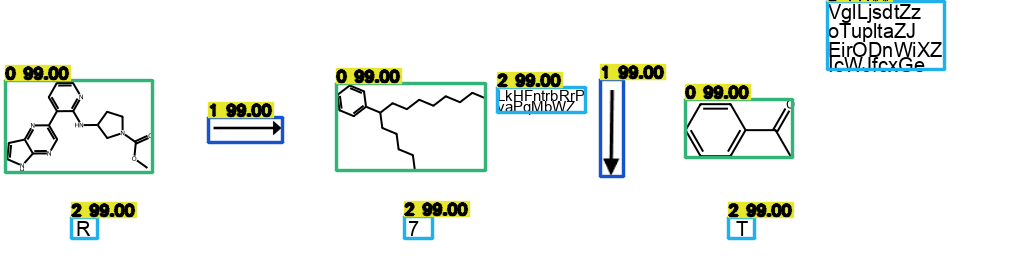 VglLjsdtZz
oTupltaZJ
EirODnWiXZ
IcWJfcxGe
0 99.00
0 99.00
2 99.00
1 99.00
0 99.00
1 99.00
LkHFntrbRrP
vaPqMbWZ
N
N
HN
N
N
N
H
N
O
O
O
2 99.00
2 99.00
2 99.00
R
7
T